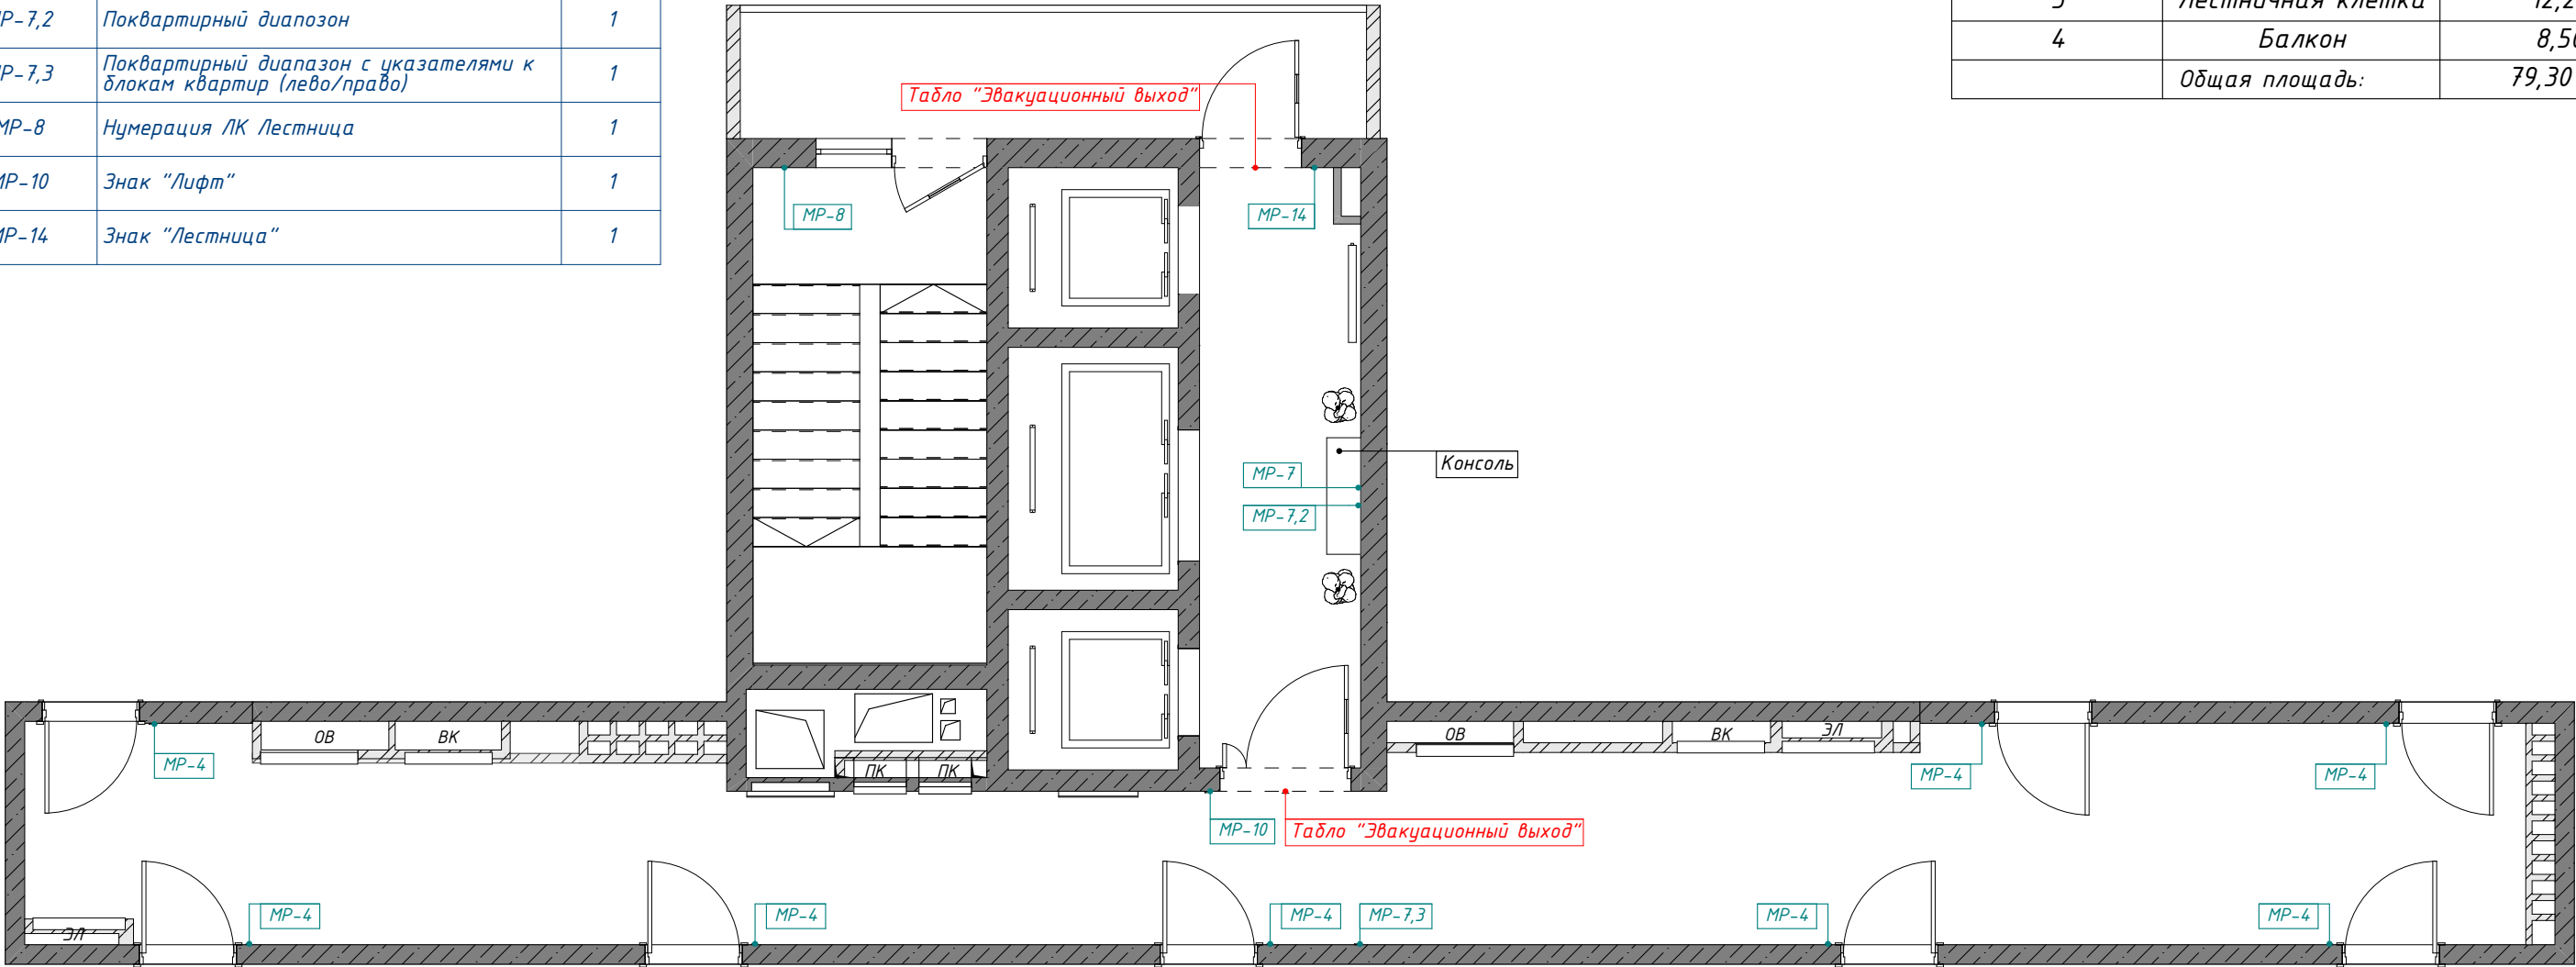 МР-7,2 Поквартирный диапозон 1
МР-7,3 Поквартирный диапазон с указателями к
блокам квартир (лево/право) 1
МР-8 Нумерация ЛК Лестница 1
МР-10 Знак "Лифт" 1
МР-14 Знак "Лестница" 1
Лестничная клетка
4 Балкон 8,50
Общая площадь: 79,30
Табло "Эвакуационный выход"
МР-8
МР-14
МР-7
Консоль
МР-7,2
ОВ
ВК
ОВ
ВК
ЭЛ
МР-4
ПК
ПК
МР-4
МР-4
МР-10
Табло "Эвакуационный выход"
МР-4
МР-4
МР-4
МР-7,3
МР-4
МР-4
ЭЛ